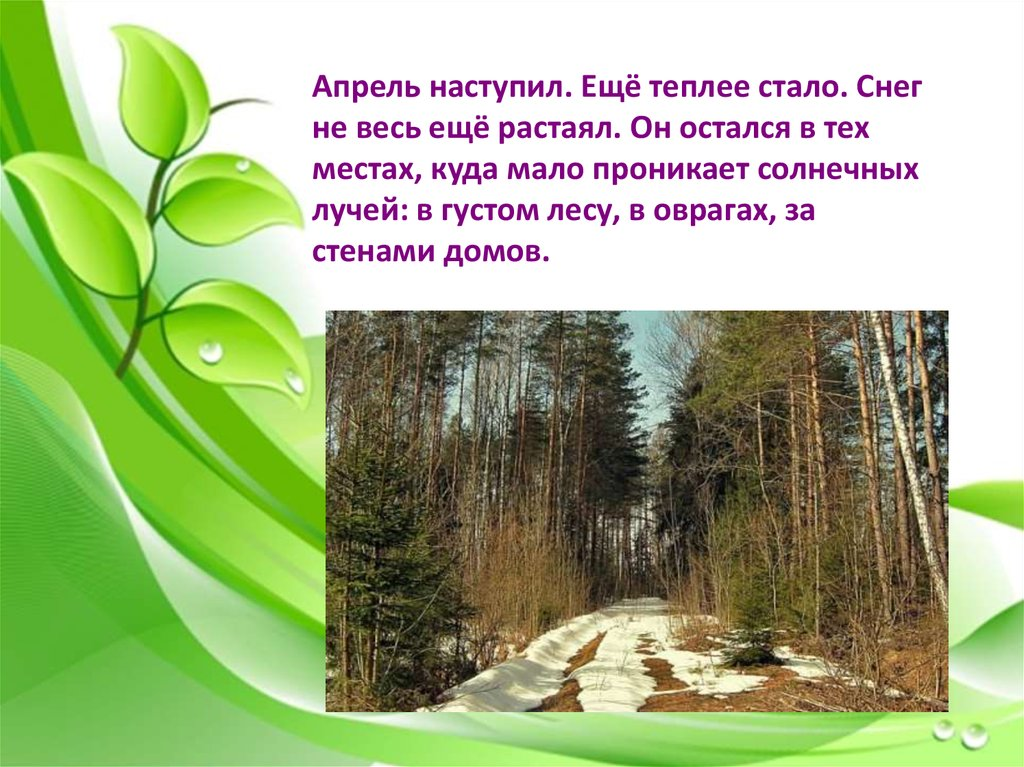 Апрель наступил. Ещё теплее стало. Снег
не весь ещё растаял. Он остался в тех
местах, куда мало проникает солнечных
лучей: в густом лесу, в оврагах, за
стенами домов.